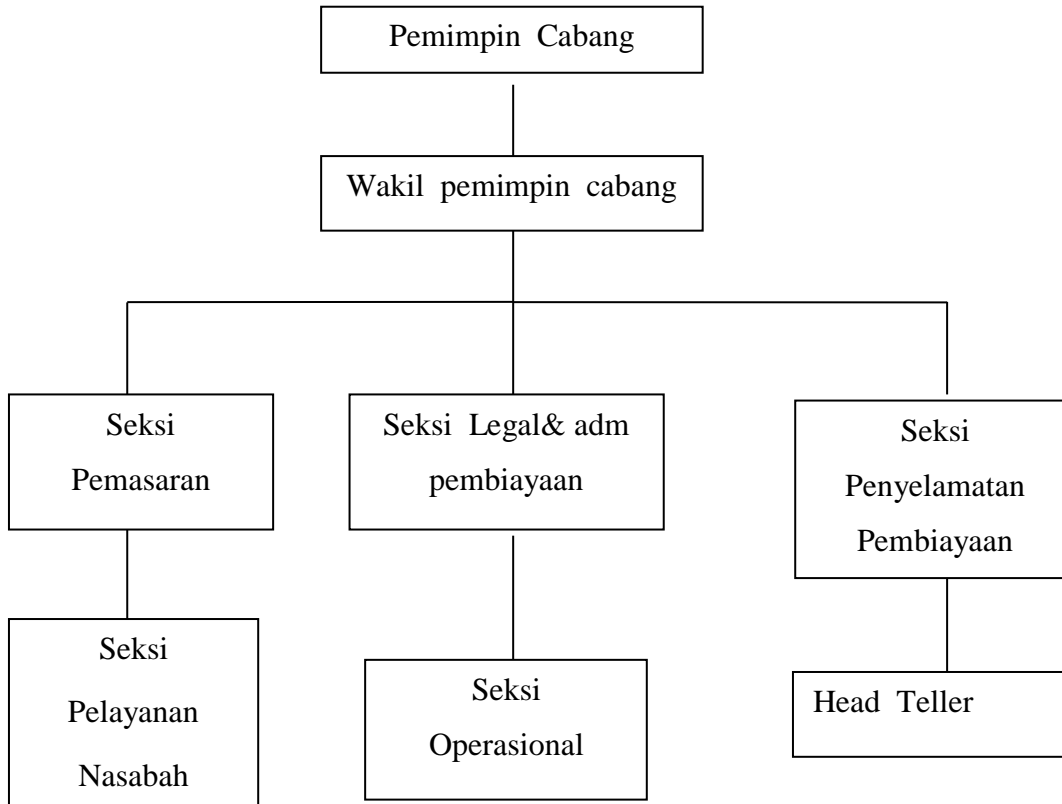 Pemimpin Cabang
Wakil pemimpin cabang
Seksi
Pemasaran
Seksi Legal& adm
pembiayaan
Seksi
Penyelamatan
Pembiayaan
Seksi
Pelayanan
Nasabah
Seksi
Operasional
Head Teller